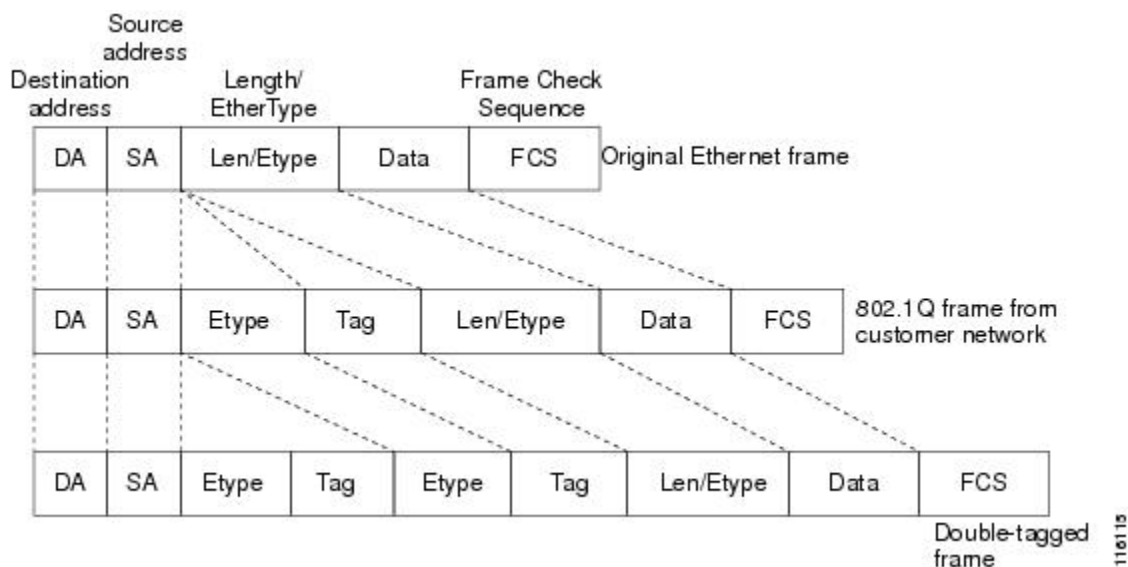 Source
address
Destination
address
Length/
EtherType
Frame Check
Sequence
DA SA Len/Etype Data FCS Original Ethernet frame
DA SA Etype Tag Len/Etype Data FCS
802.1Q frame from
customer network
DA SA Etype Tag Etype Tag Len/Etype Data FCS
Double-tagged
frame
116115